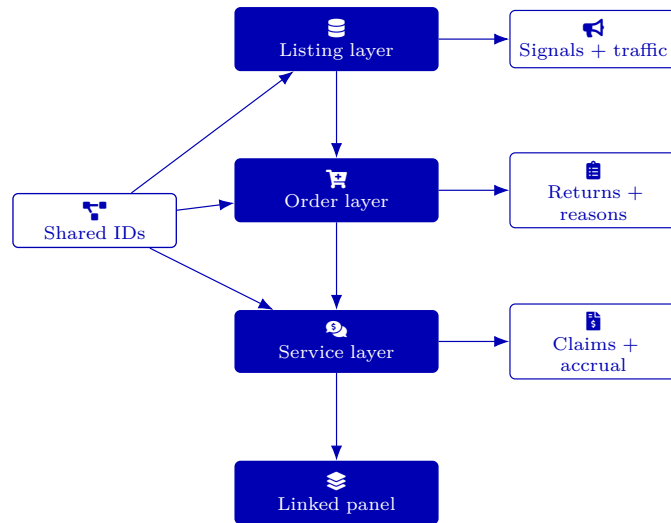 Listing layer
Signals + traffic
Order layer
Returns +
reasons
Shared IDs
Service layer
Claims +
accrual
Linked panel